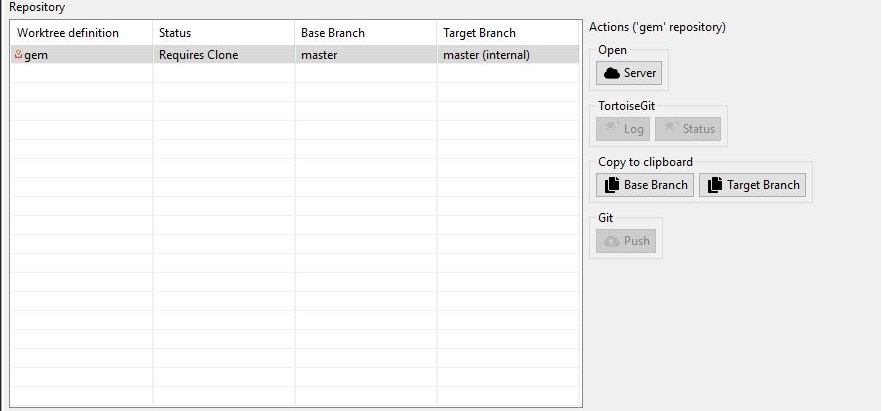 Repository
Worktree definition Status Base Branch Target Branch
gem Requires Clone master master (internal)
Actions ('gem' repository)
Open
Server
TortoiseGit
Log Status
Copy to clipboard
Base Branch Target Branch
Git
Push